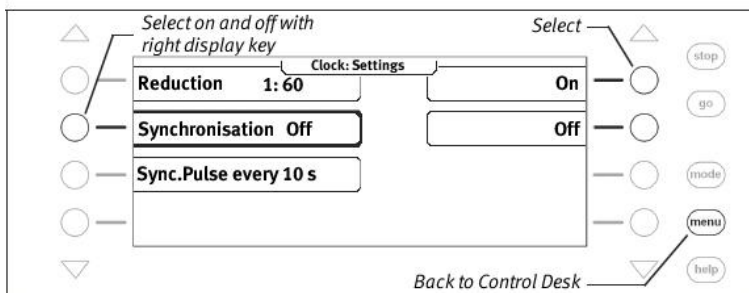 Select on and off with
right display key
Select
Clock: Settings
Reduction 1: 60
On
Synchronisation Off
Off
Sync.Pulse every 10 s
stop
go
mode
menu
help
Back to Control Desk